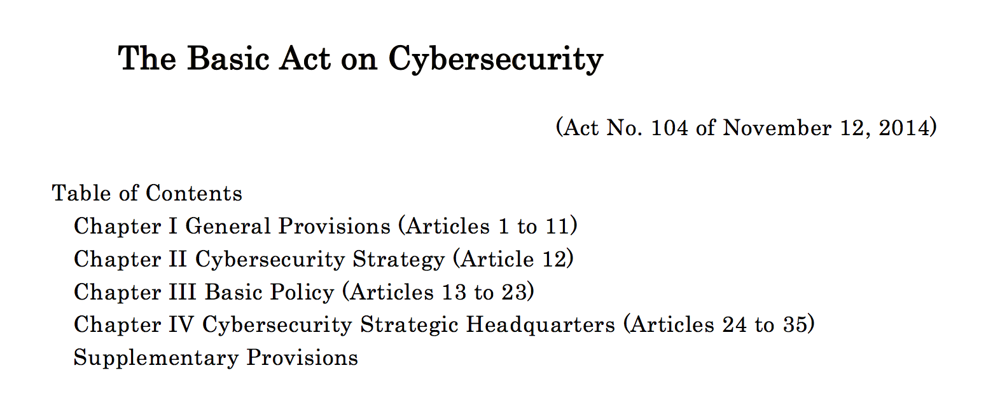 The Basic Act on Cybersecurity
(Act No. 104 of November 12, 2014)
Table of Contents
Chapter I General Provisions (Articles 1 to 11)
Chapter II Cybersecurity Strategy (Article 12)
Chapter III Basic Policy (Articles 13 to 23)
Chapter IV Cybersecurity Strategic Headquarters (Articles 24 to 35)
Supplementary Provisions